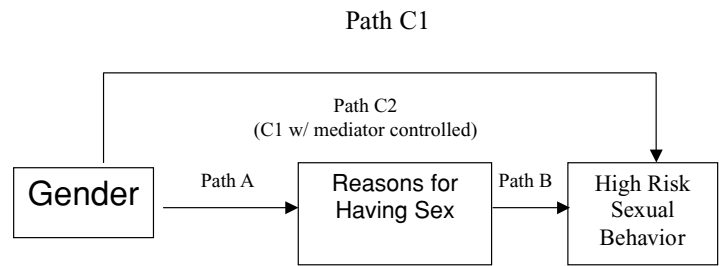 Path C1
Path C2
(C1 w/ mediator controlled)
Gender
Path A
Reasons for
Having Sex
Path B
High Risk
Sexual
Behavior